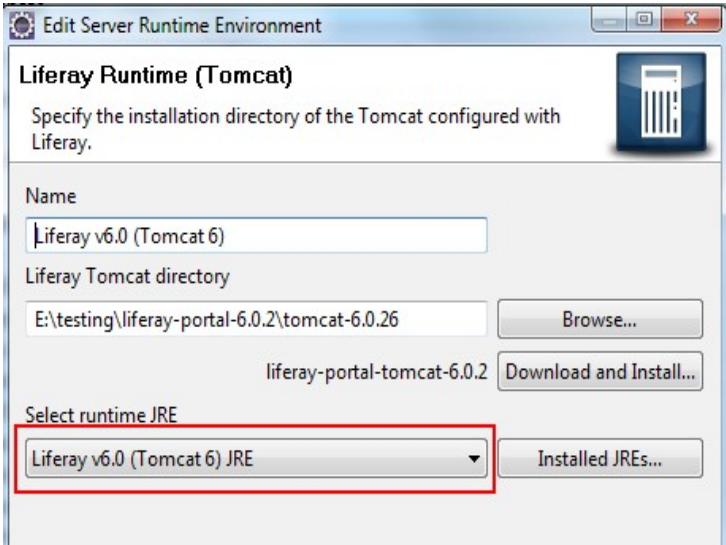 Edit Server Runtime Environment
Liferay Runtime (Tomcat)
Specify the installation directory of the Tomcat configured with
Liferay.
Name
Liferay v6.0 (Tomcat 6)
Liferay Tomcat directory
E:\testing\liferay-portal-6.0.2\tomcat-6.0.26
Browse...
liferay-portal-tomcat-6.0.2
Download and Install...
Select runtime JRE
Liferay v6.0 (Tomcat 6) JRE
Installed JREs...